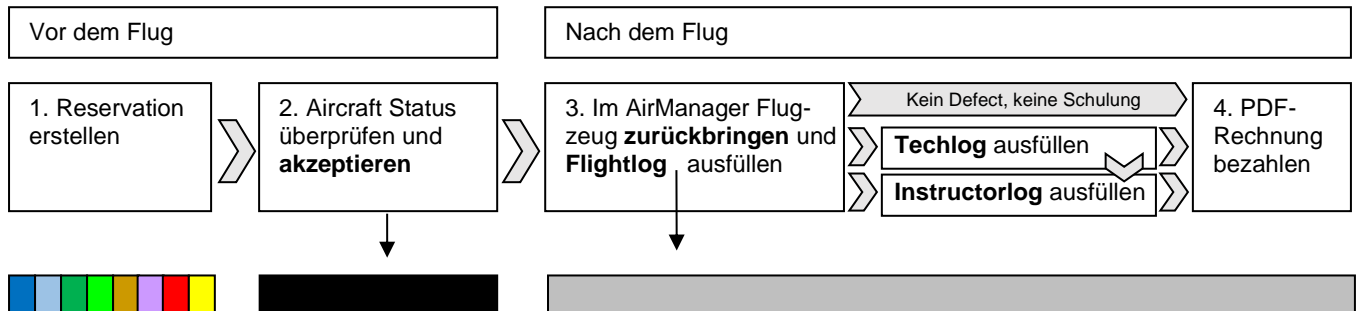 Vor dem Flug
Nach dem Flug
1. Reservation
erstellen
2. Aircraft Status
überprüfen und
akzeptieren
3. Im AirManager Flug-
zeug zurückbringen und
Flightlog ausfüllen
Kein Defect, keine Schulung
Techlog ausfüllen
Instructorlog ausfüllen
4. PDF-
Rechnung
bezahlen